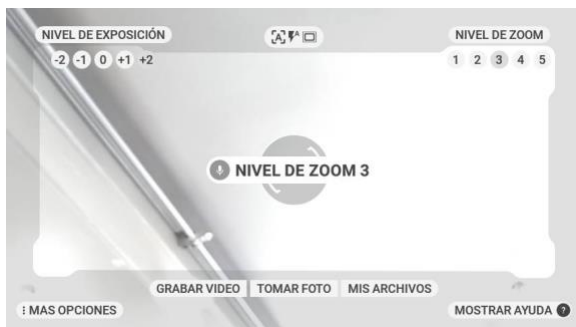 NIVEL DE EXPOSICIÓN
A A
NIVEL DE ZOOM
-2 -1 0 +1 +2
1 2 3 4 5
NIVEL DE ZOOM 3
GRABAR VIDEO TOMAR FOTO MIS ARCHIVOS
MAS OPCIONES
MOSTRAR AYUDA ?